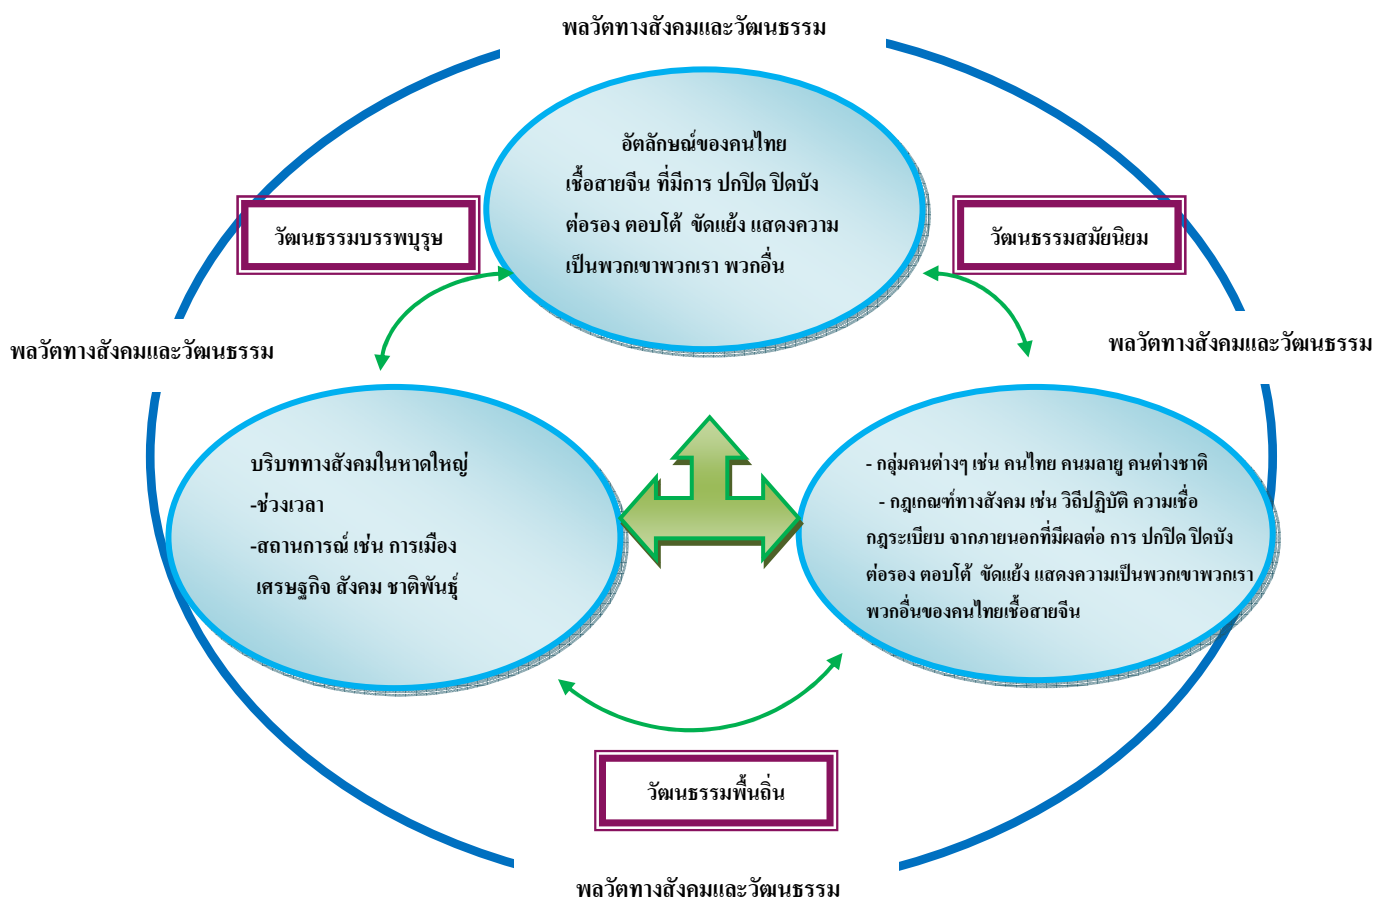 พลวัตทางสังคมและวัฒนธรรม
อัตลักษณ์ของคนไทย
เชื้อสายจีน ที่มีการ ปกปิด ปิดบัง
ต่อรอง ตอบโต้ ขัดแย้ง แสดงความ
เป็นพวกเขาพวกเรา พวกอื่น
วัฒนธรรมบรรพบุรุษ
วัฒนธรรมสมัยนิยม
พลวัตทางสังคมและวัฒนธรรม
พลวัตทางสังคมและวัฒนธรรม
บริบททางสังคมในหาดใหญ่
-ช่วงเวลา
-สถานการณ์ เช่น การเมือง
เศรษฐกิจ สังคม ชาติพันธุ์
- กลุ่มคนต่างๆ เช่น คนไทย คนมลายู คนต่างชาติ
- กฎเกณฑ์ทางสังคม เช่น วิถีปฏิบัติ ความเชื่อ
กฎระเบียบ จากภายนอกที่มีผลต่อ การ ปกปิด ปิดบัง
ต่อรอง ตอบโต้ ขัดแย้ง แสดงความเป็นพวกเขาพวกเรา
พวกอื่นของคนไทยเชื้อสายจีน
วัฒนธรรมพื้นถิ่น
พลวัตทางสังคมและวัฒนธรรม